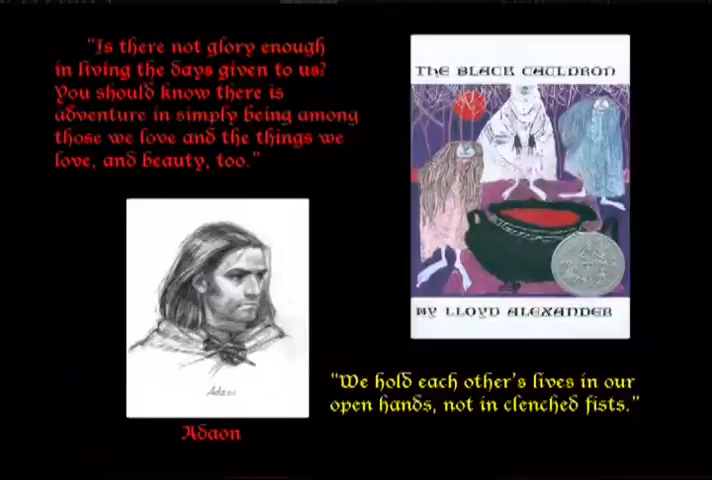 "Is there not glory enough
in living the days given to us?
You should know there is
adventure in simply being among
those we love and the things we
love, and beauty, too."
THE BLACK CAULDRON
BY LLOYD ALEXANDER
Adaon
Adaon
"We hold each other's lives in our
open hands, not in clenched fists."